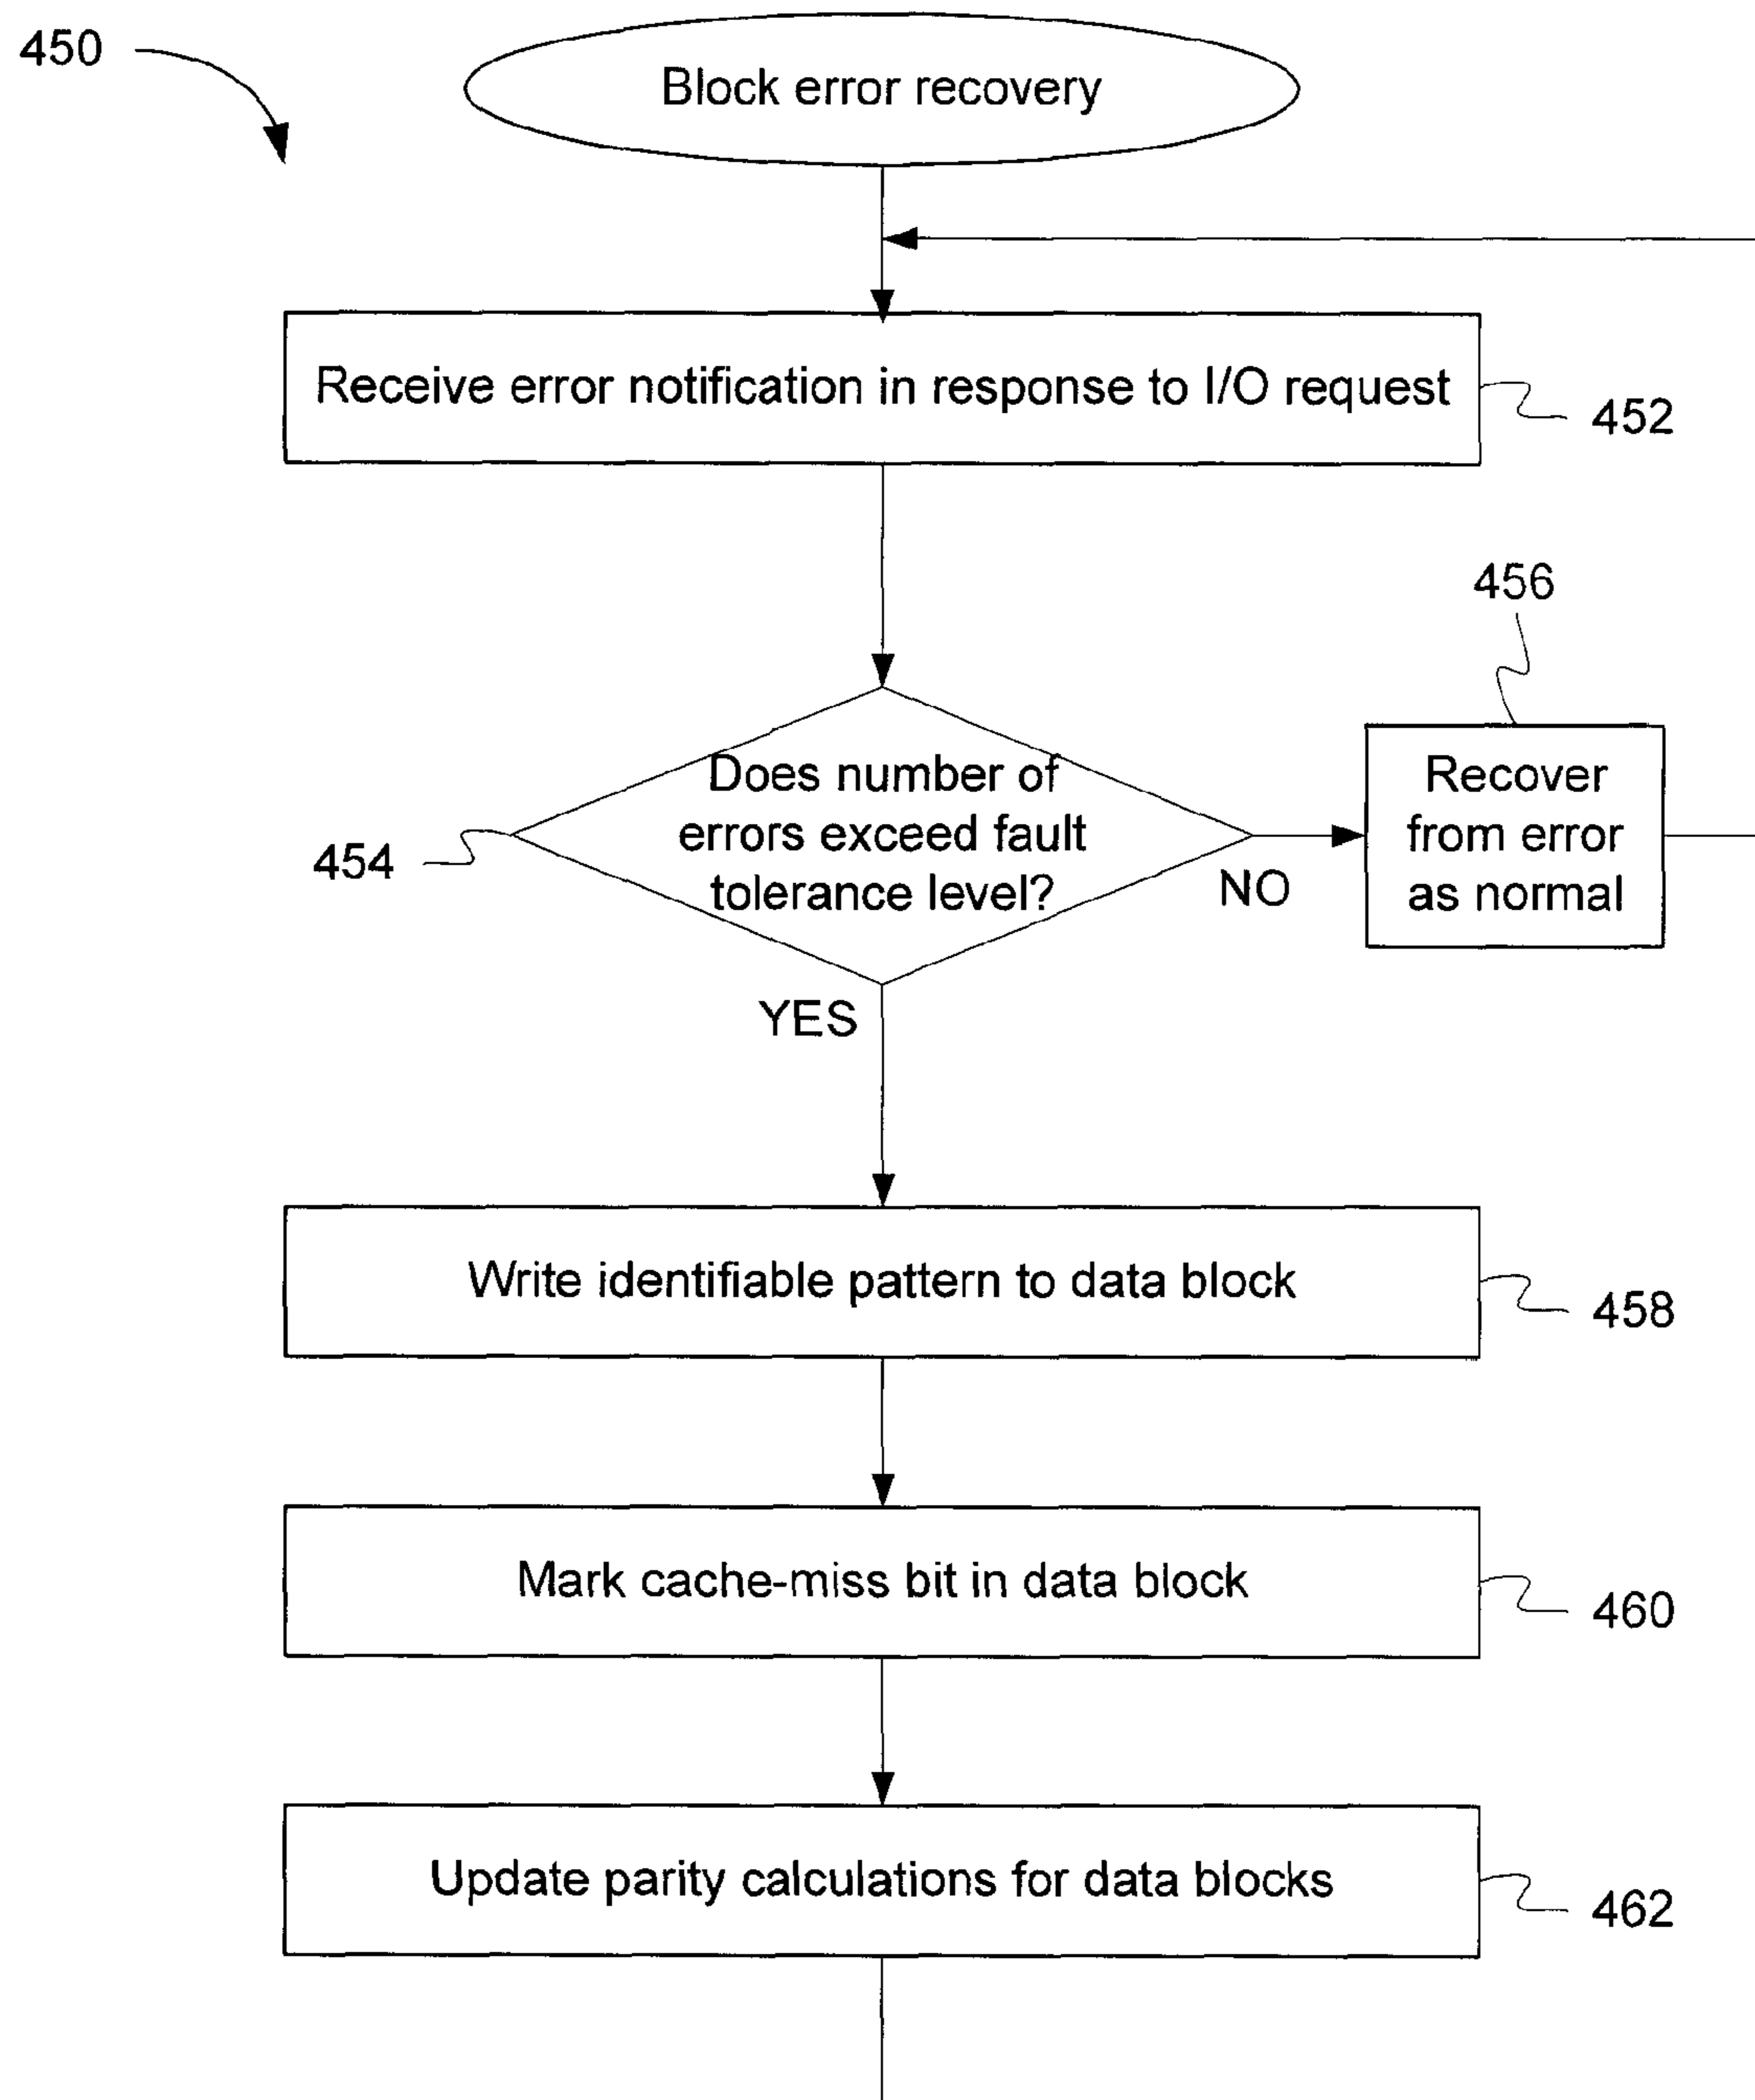 450
Block error recovery
Receive error notification in response to I/O request
452
456
Does number of
errors exceed fault
tolerance level?
454
NO
Recover
from error
as normal
YES
Write identifiable pattern to data block
458
Mark cache-miss bit in data block
460
Update parity calculations for data blocks
462